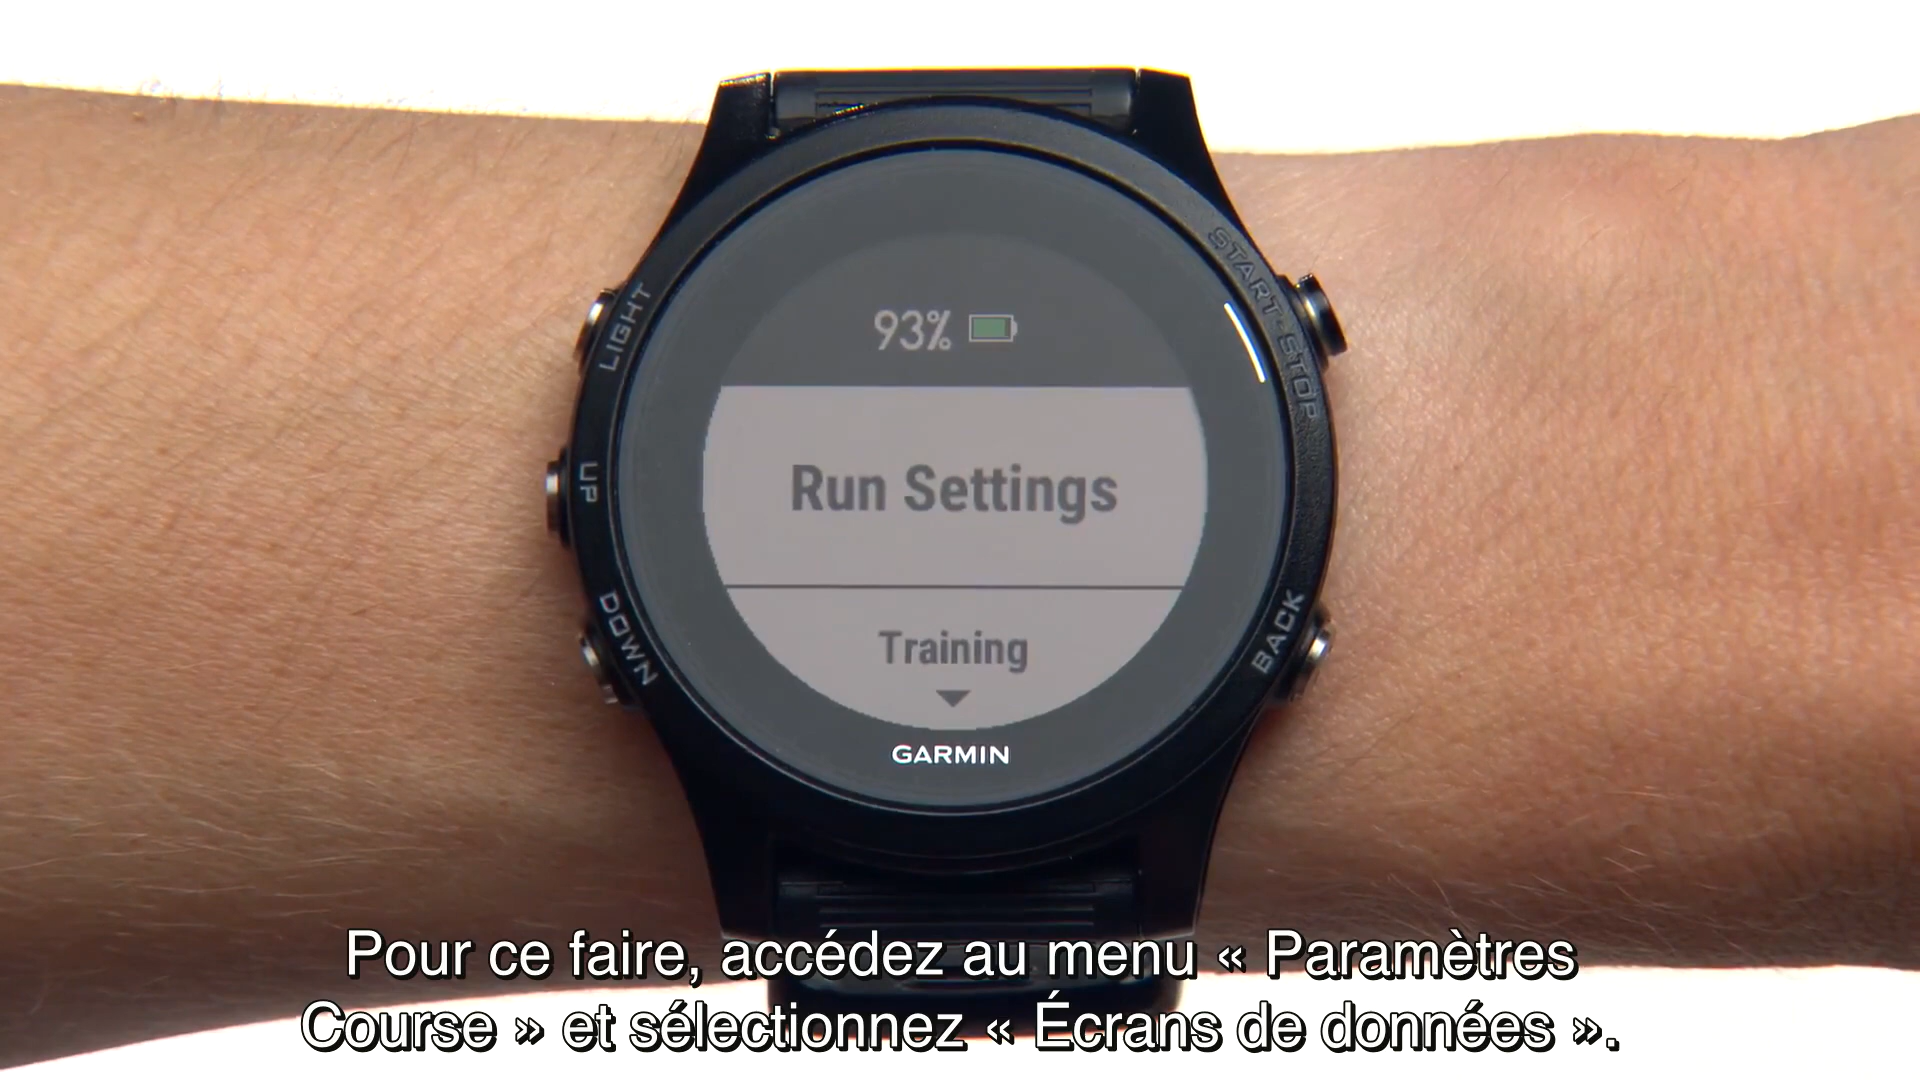 START·STOP
LIGHT
93%
UP
Run Settings
DOWN
Training
BACK
GARMIN
Pour ce faire, accédez au menu « Paramètres
Course » et sélectionnez « Écrans de données ».